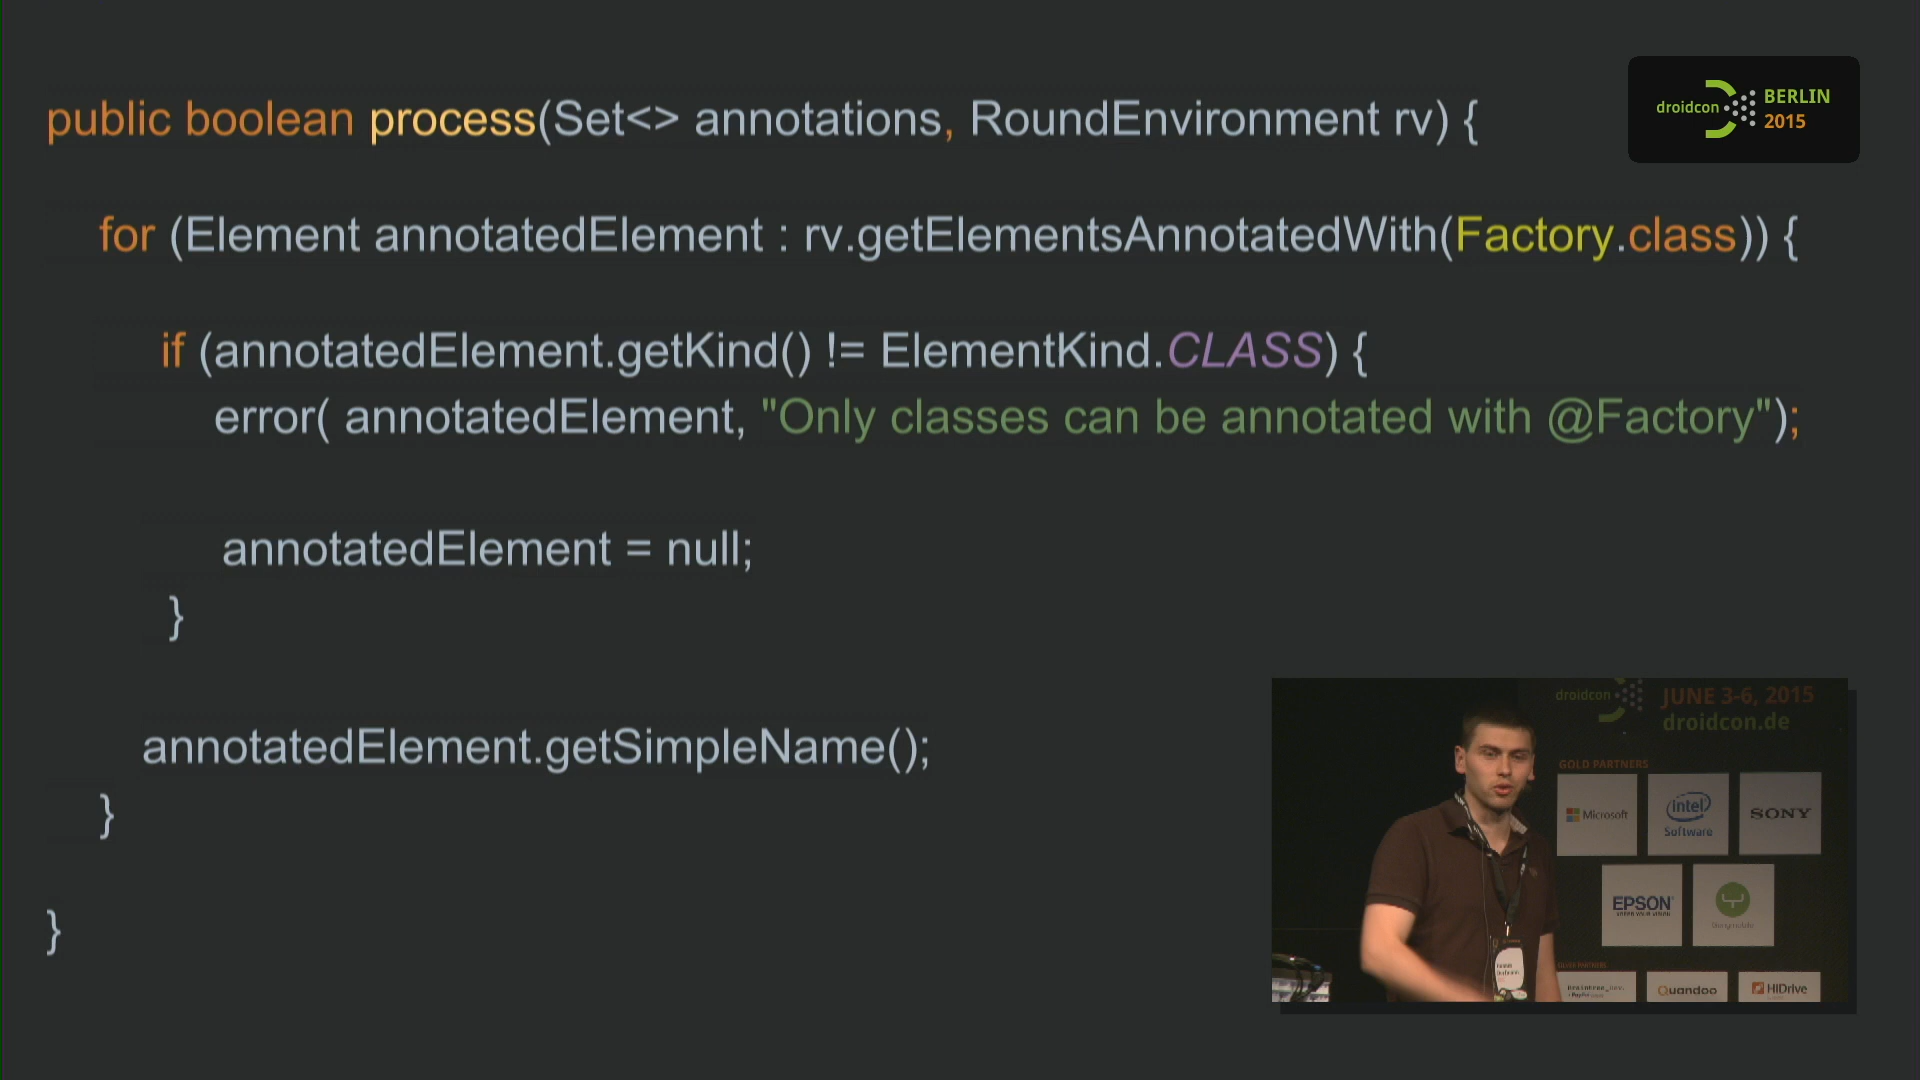 public boolean process(Set<> annotations, RoundEnvironment rv) {
for (Element annotatedElement : rv.getElementsAnnotatedWith(Factory.class)) {
if (annotatedElement.getKind() != ElementKind.CLASS) {
error( annotatedElement, "Only classes can be annotated with @Factory");
annotatedElement = null;
}
annotatedElement.getSimpleName();
}
}
droidcon
BERLIN
2015
droidcon
JUNE 3-6, 2015
droidcon.de
GOLD PARTNERS
Microsoft
intel
Software
SONY
EPSON
Quandoo
HIDrive